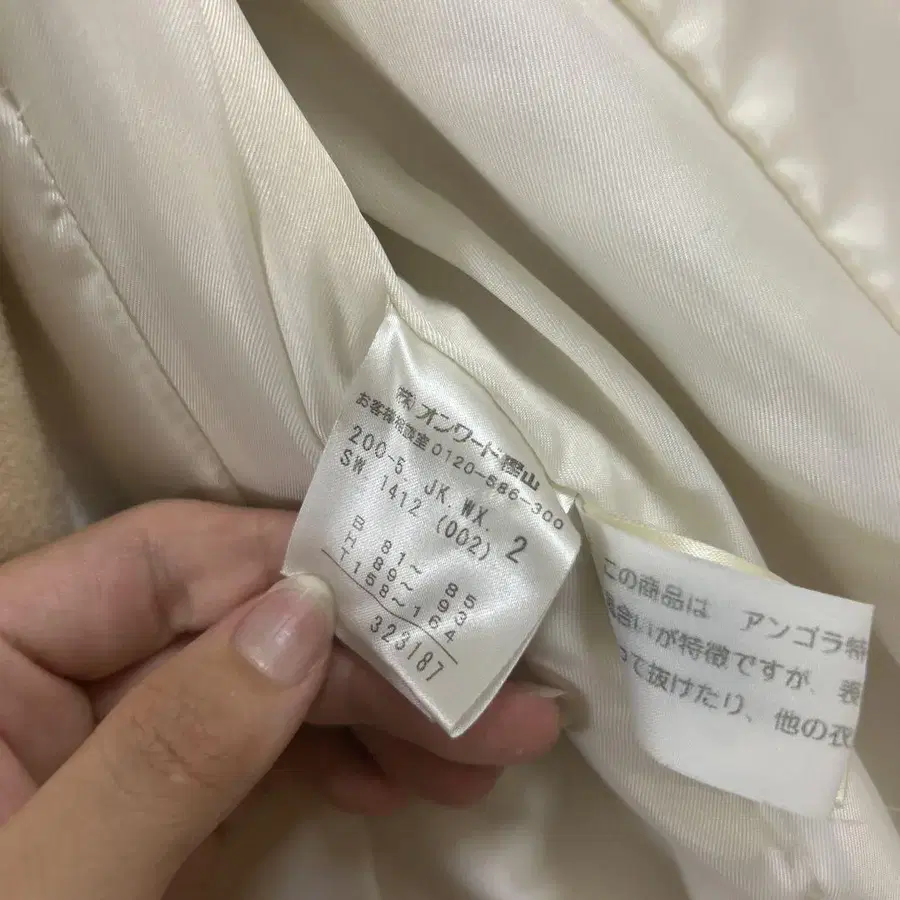 ㈱オンワード樫山
お客様相談室 0120-586-300
200-5 JK.WX. 2
SW 1412 (002)
B 81～ 85
H 89～ 93
T158～164
323187
この商品は アンゴラ特
合いが特徴ですが、表
て抜けたり、他の衣